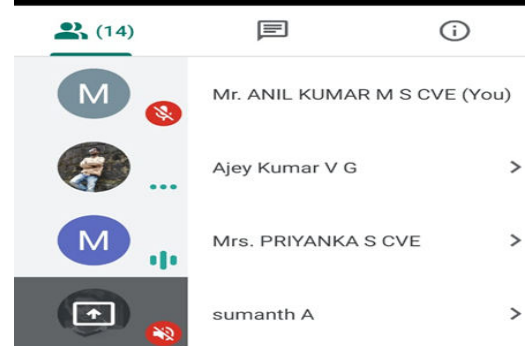 (14)
M
Mr. ANIL KUMAR M S CVE (You)
Ajey Kumar V G
M
Mrs. PRIYANKA S CVE
sumanth A